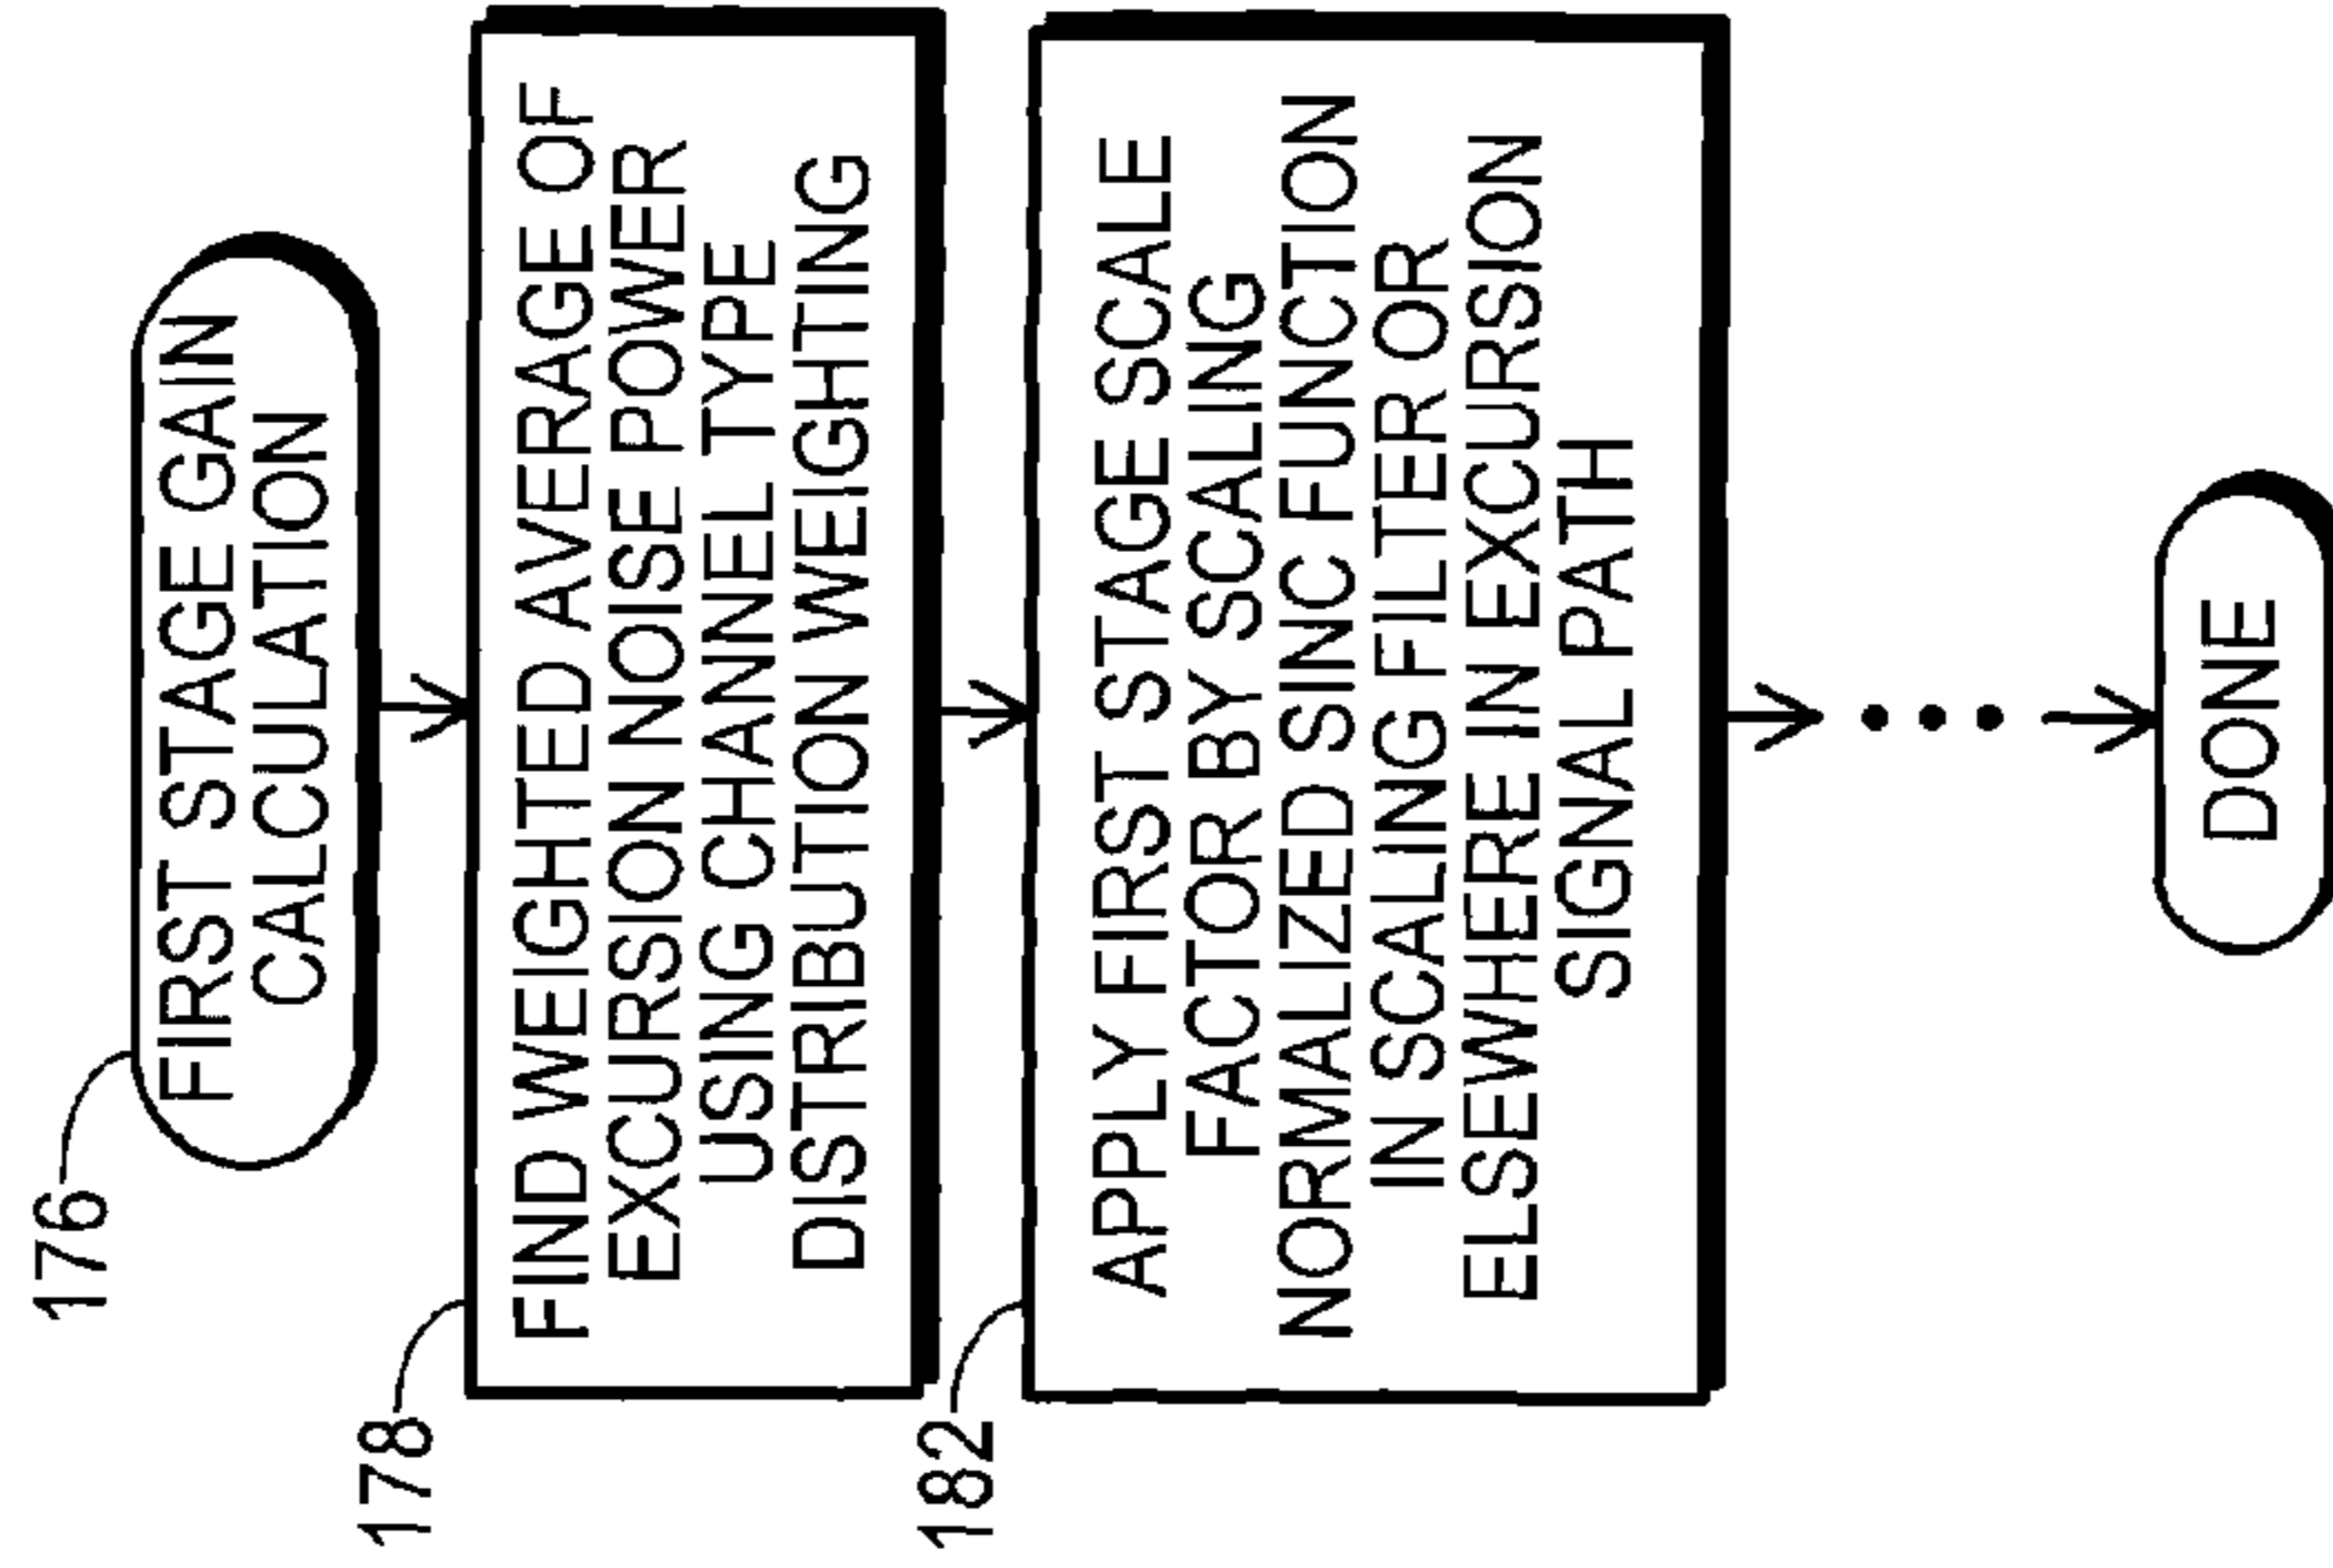 176
FIRST STAGE GAIN
CALCULATION
178
FIND WEIGHTED AVERAGE OF
EXCURSION NOISE POWER
USING CHANNEL TYPE
DISTRIBUTION WEIGHTING
182
APPLY FIRST STAGE SCALE
FACTOR BY SCALING
NORMALIZED SINC FUNCTION
IN SCALING FILTER OR
ELSEWHERE IN EXCURSION
SIGNAL PATH
DONE